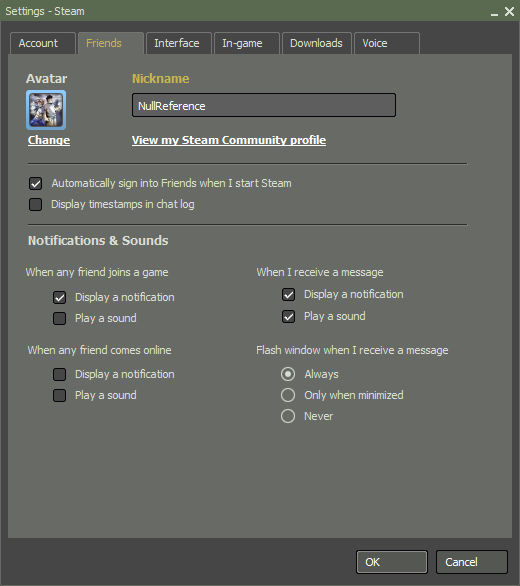 Settings - Steam
Account Friends Interface In-game Downloads Voice
Avatar Nickname
NullReference
Change View my Steam Community profile
Automatically sign into Friends when I start Steam
Display timestamps in chat log
Notifications & Sounds
When any friend joins a game
Display a notification
Play a sound
When I receive a message
Display a notification
Play a sound
When any friend comes online
Display a notification
Play a sound
Flash window when I receive a message
Always
Only when minimized
Never
OK Cancel